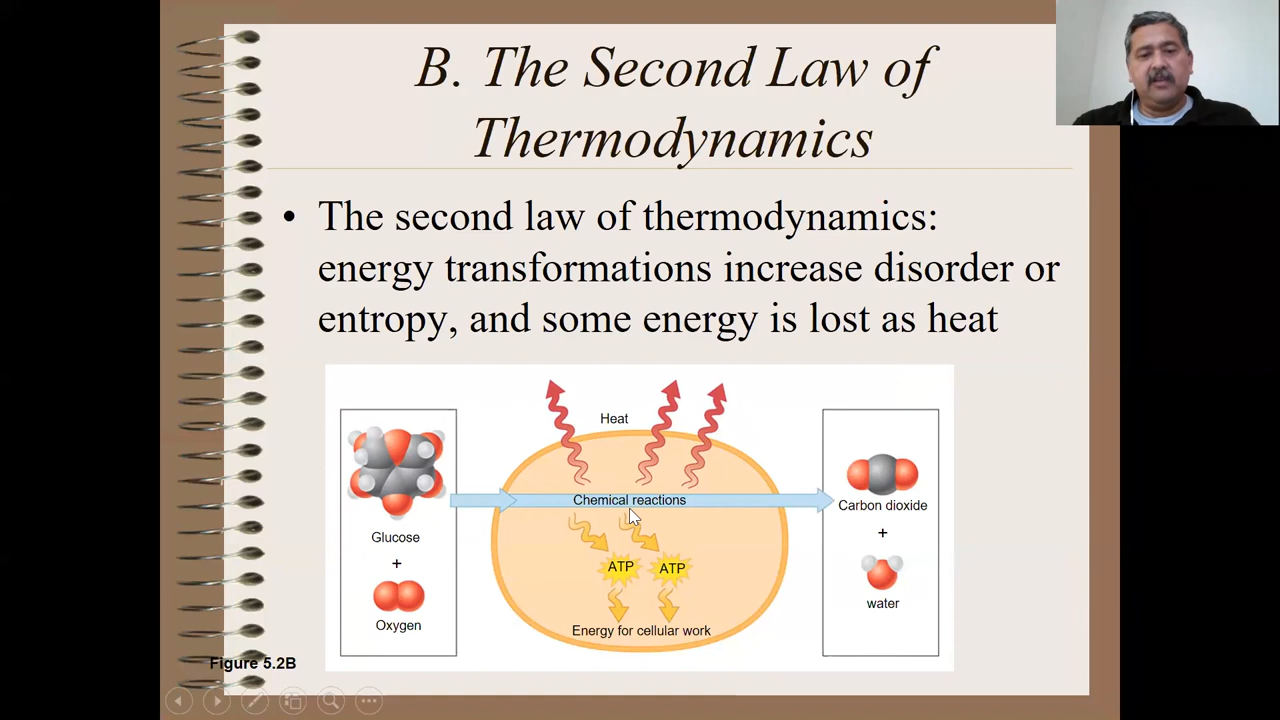 B. The Second Law of
Thermodynamics
• The second law of thermodynamics:
energy transformations increase disorder or
entropy, and some energy is lost as heat
Heat
Chemical reactions
Glucose
+
Oxygen
ATP
ATP
Energy for cellular work
Carbon dioxide
+
water
Figure 5.2B